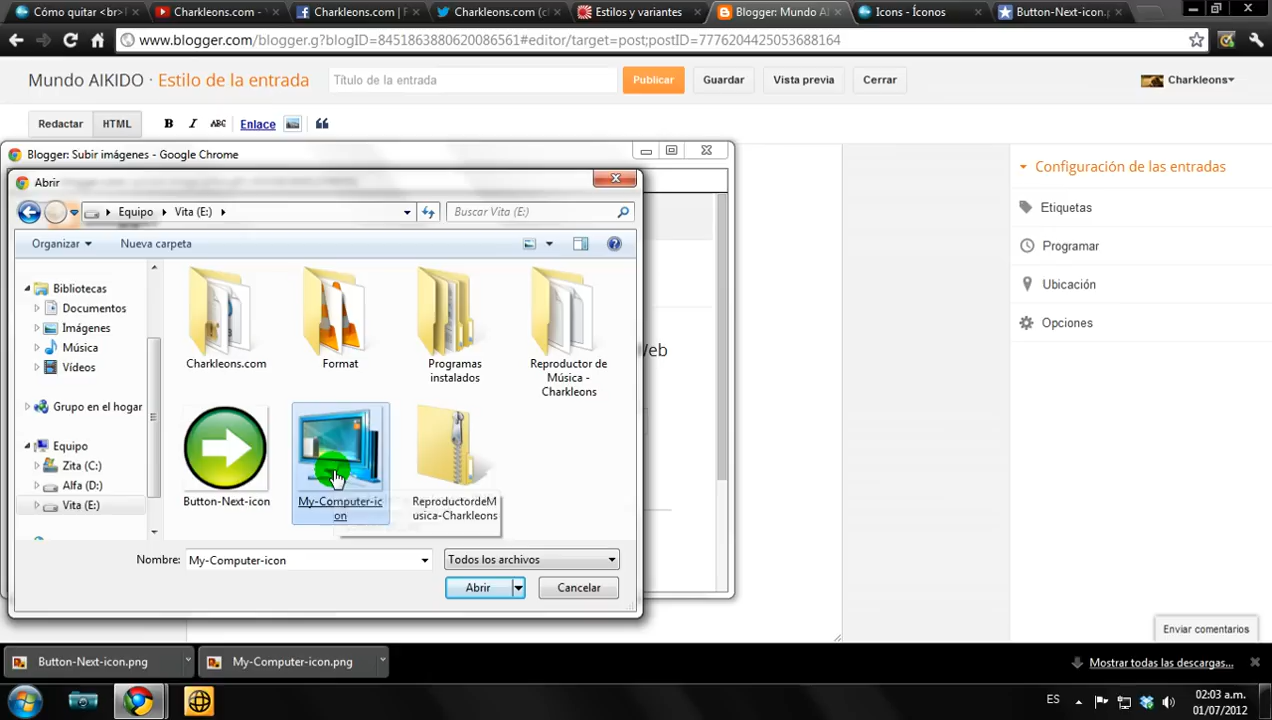 Cómo quitar <br>
Charkleons.com -
Charkleons.com | F
Charkleons.com (c
Estilos y variantes
Blogger: Mundo A
Icons - Íconos
Button-Next-icon.p
www.blogger.com/blogger.g?blogID=8451863880620086561#editor/target=post;postID=7776204425053688164
Mundo AIKIDO · Estilo de la entrada
Título de la entrada
Publicar
Guardar
Vista previa
Cerrar
Charkleons
Redactar
HTML
B
I
ABC
Enlace
Blogger: Subir imágenes - Google Chrome
Configuración de las entradas
Etiquetas
Programar
Ubicación
Opciones
Web
Abrir
Equipo
Vita (E:)
Buscar Vita (E:)
Organizar
Nueva carpeta
Bibliotecas
Documentos
Imágenes
Música
Vídeos
Grupo en el hogar
Equipo
Zita (C:)
Alfa (D:)
Vita (E:)
Charkleons.com
Format
Programas
instalados
Reproductor de
Música -
Charkleons
Button-Next-icon
My-Computer-ic
on
ReproductordeM
usica-Charkleons
Nombre:
My-Computer-icon
Todos los archivos
Abrir
Cancelar
Enviar comentarios
Button-Next-icon.png
My-Computer-icon.png
Mostrar todas las descargas...
ES
02:03 a.m.
01/07/2012